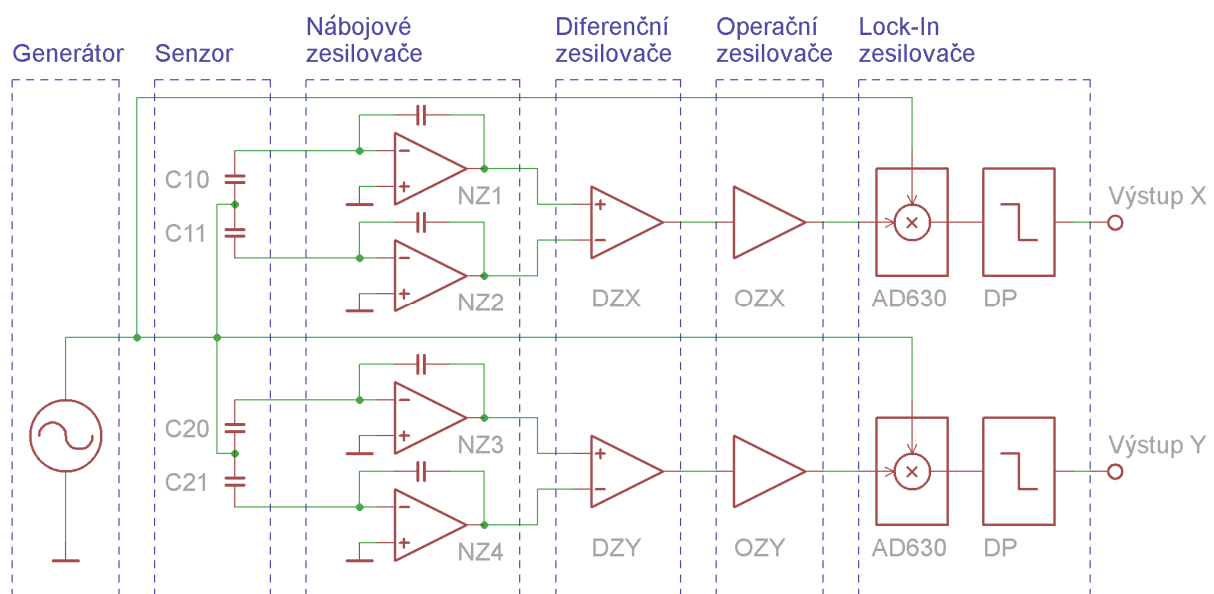 Nábojové
Diferenční
Operační
Lock-In
Generátor
Senzor
zesilovače
zesilovače
zesilovače
zesilovače
C10
C11
NZ1
NZ2
DZX
OZX
AD630
DP
Výstup X
C20
C21
NZ3
NZ4
DZY
OZY
AD630
DP
Výstup Y